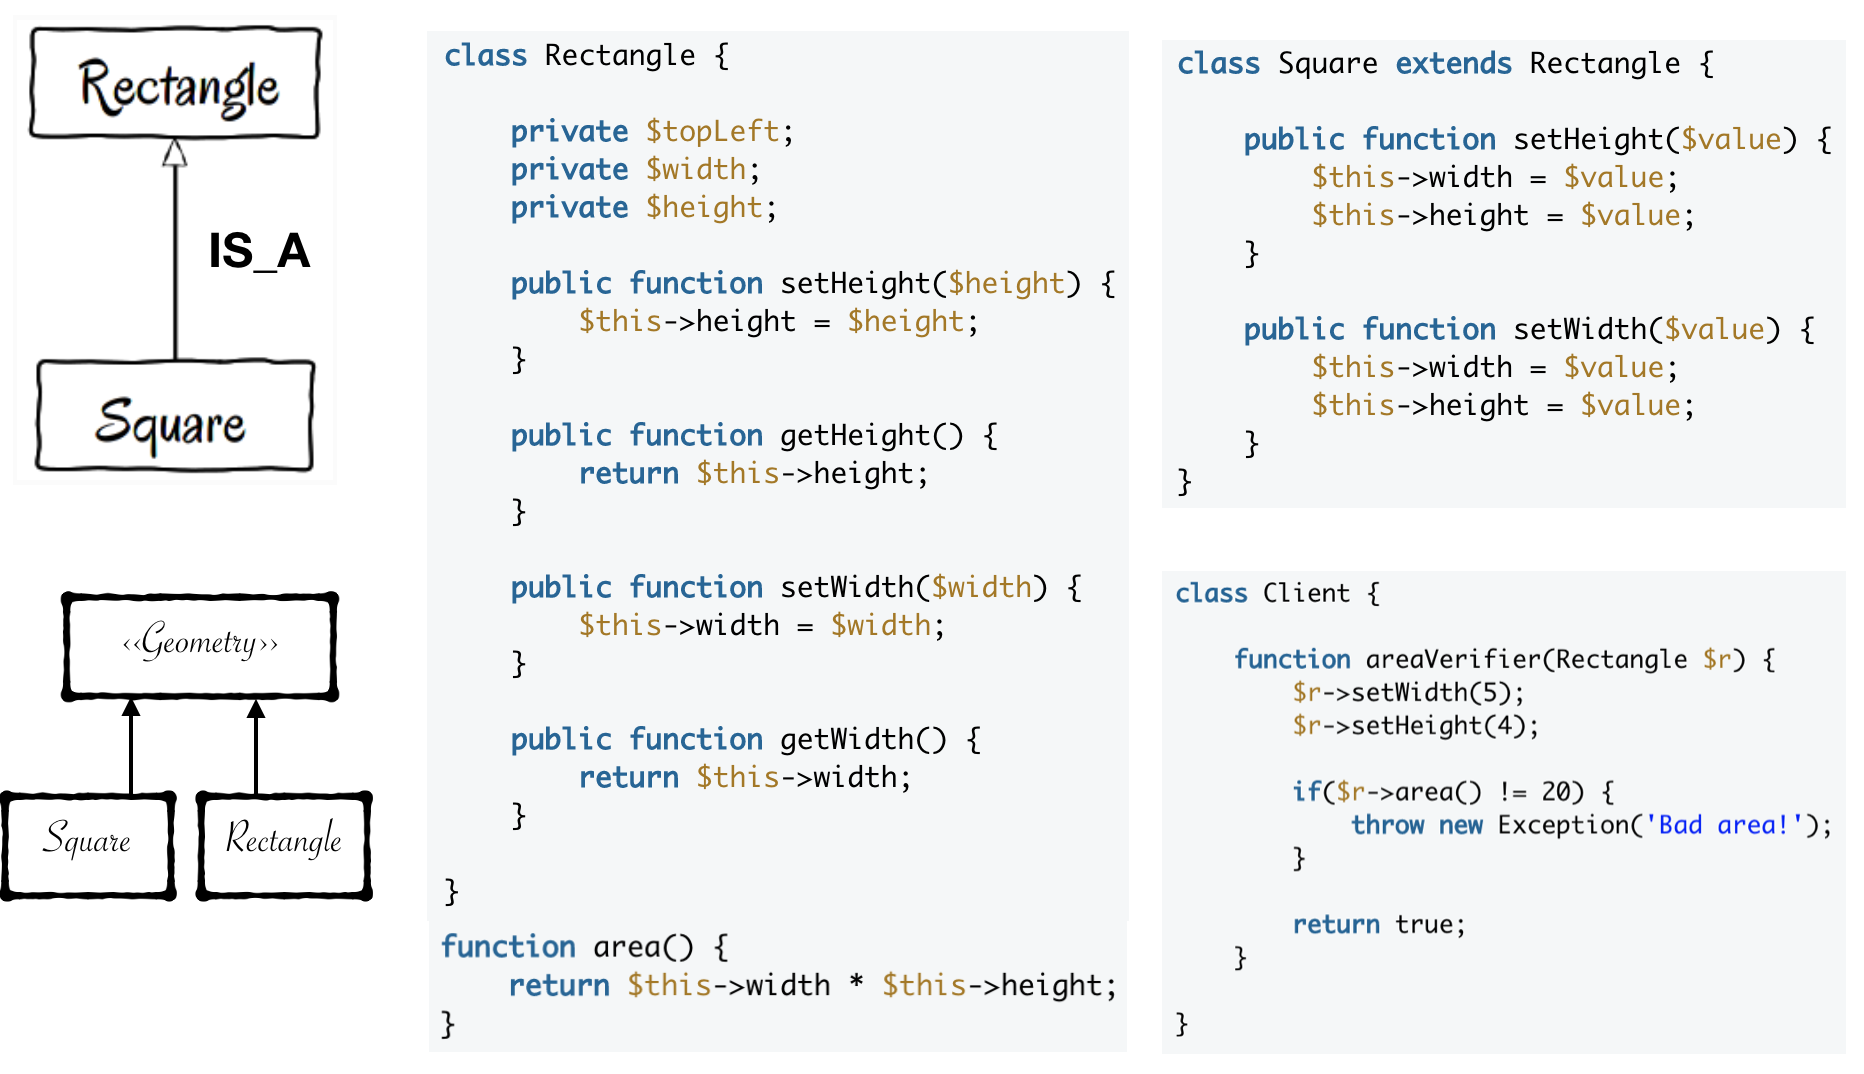 Rectangle
IS_A
Square
<<Geometry>>
Square
Rectangle
class Rectangle {
private $topLeft;
private $width;
private $height;
public function setHeight($height) {
$this->height = $height;
}
public function getHeight() {
return $this->height;
}
public function setWidth($width) {
$this->width = $width;
}
public function getWidth() {
return $this->width;
}
}
function area() {
return $this->width * $this->height;
}
class Square extends Rectangle {
public function setHeight($value) {
$this->width = $value;
$this->height = $value;
}
public function setWidth($value) {
$this->width = $value;
$this->height = $value;
}
}
class Client {
function areaVerifier(Rectangle $r) {
$r->setWidth(5);
$r->setHeight(4);
if($r->area() != 20) {
throw new Exception('Bad area!');
}
return true;
}
}